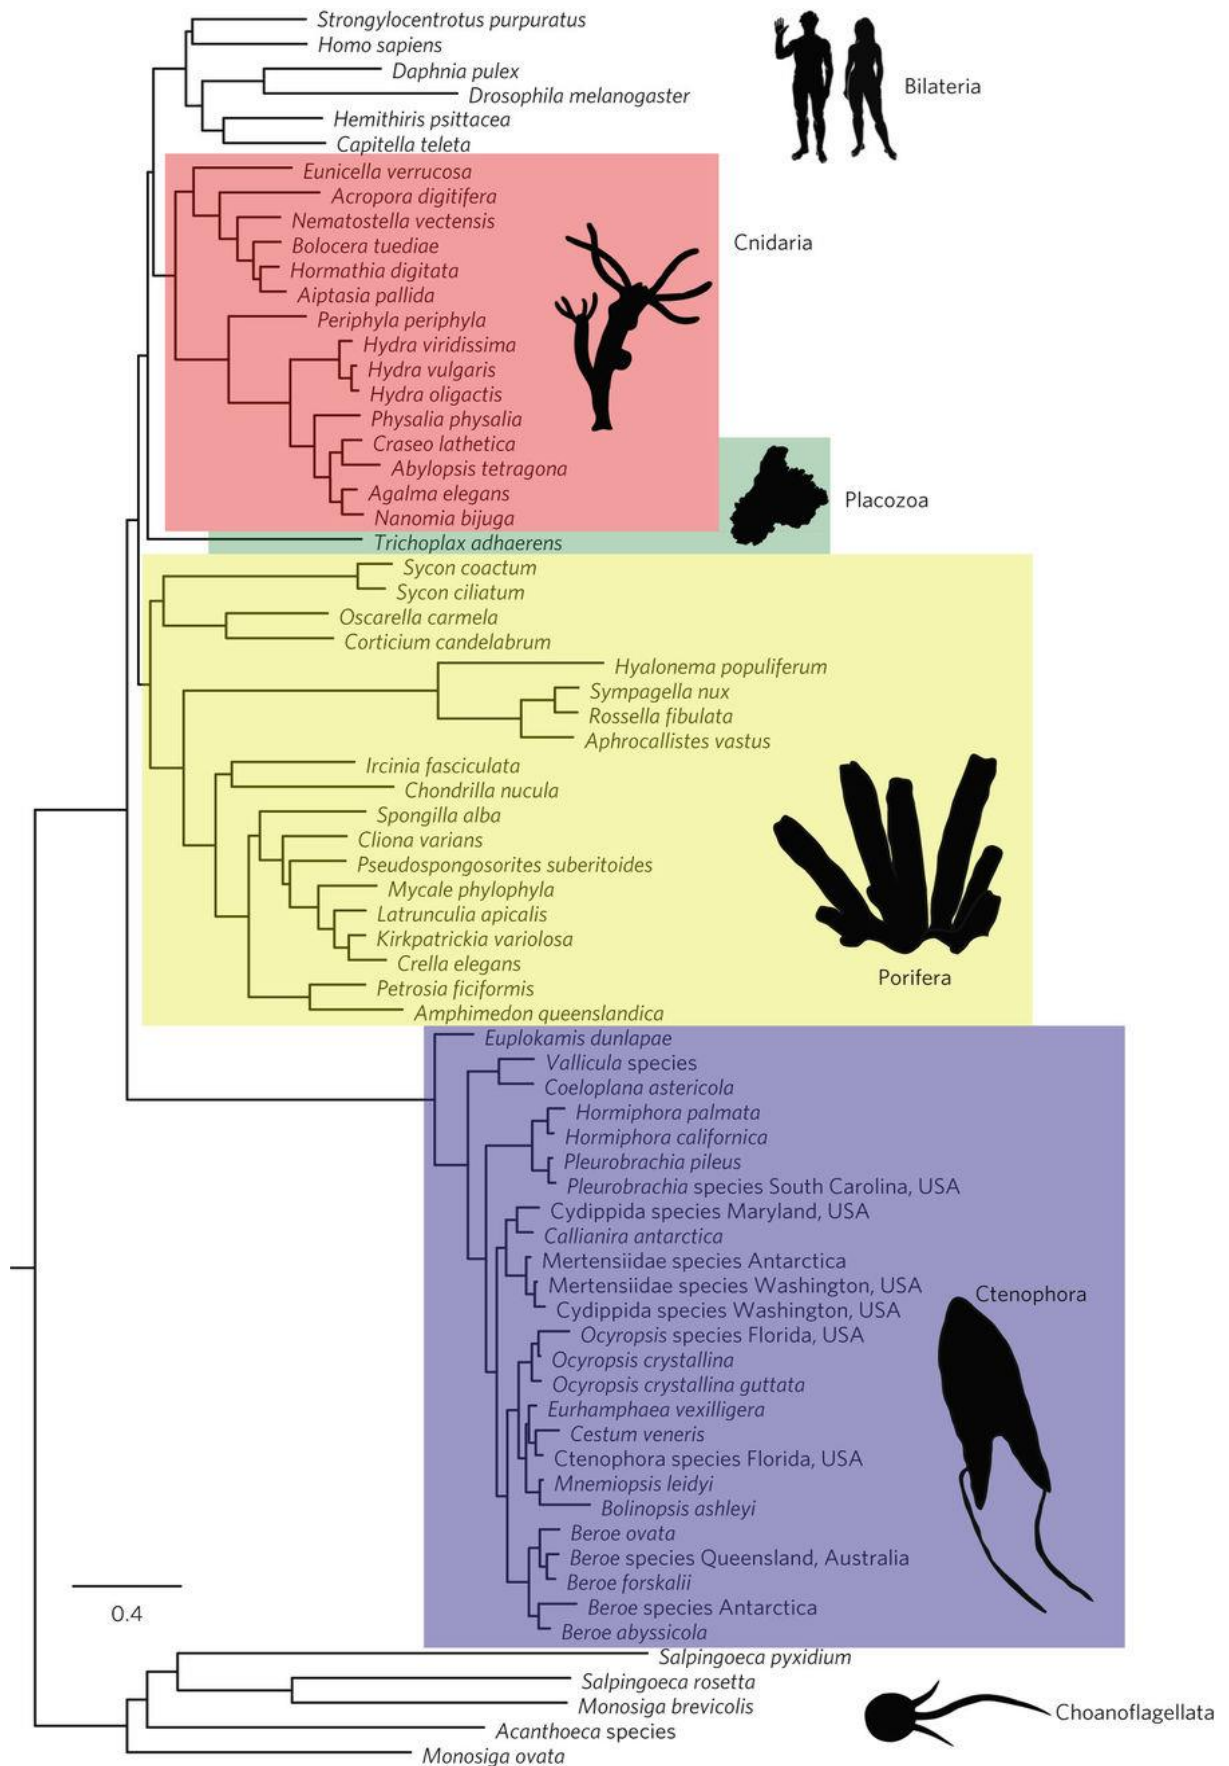 Strongylocentrotus purpuratus
Homo sapiens
Daphnia pulex
Drosophila melanogaster
Bilateria
Hemithiris psittacea
Capitella teleta
Eunicella verrucosa
Acropora digitifera
Nematostella vectensis
Cnidaria
Bolocera tuediae
Hormathia digitata
Aiptasia pallida
Periphyla periphyla
Hydra viridissima
Hydra vulgaris
Hydra oligactis
Physalia physalia
Craseo lathetica
Abylopsis tetragona
Agalma elegans
Placozoa
Nanomia bijuga
Trichoplax adhaerens
Sycon coactum
Sycon ciliatum
Oscarella carmela
Corticium candelabrum
Hyalonema populiferum
Sympagella nux
Rossella fibulata
Aphrocallistes vastus
Ircinia fasciculata
Chondrilla nucula
Spongilla alba
Cliona varians
Pseudospongosorites suberitoides
Mycale phylophyla
Latrunculia apicalis
Kirkpatrickia variolosa
Crella elegans
Porifera
Petrosia ficiformis
Amphimedon queenslandica
Euplokamis dunlapae
Vallicula species
Coeloplana astericola
Hormiphora palmata
Hormiphora californica
Pleurobrachia pileus
Pleurobrachia species South Carolina, USA
Cydippida species Maryland, USA
Callianira antarctica
Mertensiidae species Antarctica
Mertensiidae species Washington, USA
Ctenophora
Cydippida species Washington, USA
Ocyropsis species Florida, USA
Ocyropsis crystallina
Ocyropsis crystallina guttata
Eurhamphaea vexilligera
Cestum veneris
Ctenophora species Florida, USA
Mnemiopsis leidyi
Bolinopsis ashleyi
Beroe ovata
Beroe species Queensland, Australia
Beroe forskalii
Beroe species Antarctica
0.4
Beroe abyssicola
Salpingoeca pyxidium
Salpingoeca rosetta
Monosiga brevicolis
Choanoflagellata
Acanthoeca species
Monosiga ovata